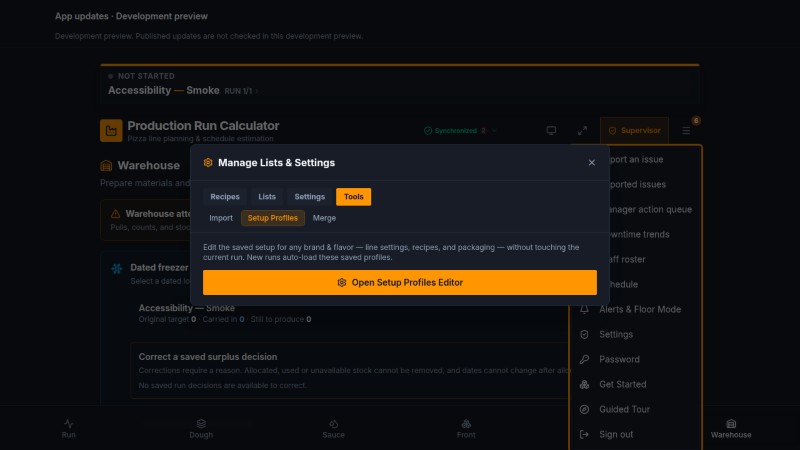 App updates · Development preview
Development preview. Published updates are not checked in this development preview.
NOT STARTED
Accessibility — Smoke RUN 1/1 ›
Production Run Calculator
Pizza line planning & schedule estimation
Synchronized
Supervisor
6
Warehouse
Prepare materials and
Warehouse atte
Pulls, counts, and stoc
Dated freezer
Select a dated lo
Accessibility — Smoke
Original target 0 · Carried in 0 · Still to produce 0
Correct a saved surplus decision
Corrections require a reason. Allocated, used or unavailable stock cannot be removed, and dates cannot change after allo
No saved run decisions are available to correct.
Manage Lists & Settings
Recipes Lists Settings Tools
Import Setup Profiles Merge
Edit the saved setup for any brand & flavor — line settings, recipes, and packaging — without touching the
current run. New runs auto-load these saved profiles.
Open Setup Profiles Editor
port an issue
ported issues
anager action queue
owntime trends
aff roster
hedule
Alerts & Floor Mode
Settings
Password
Get Started
Guided Tour
Sign out
Run Dough Sauce Front Warehouse